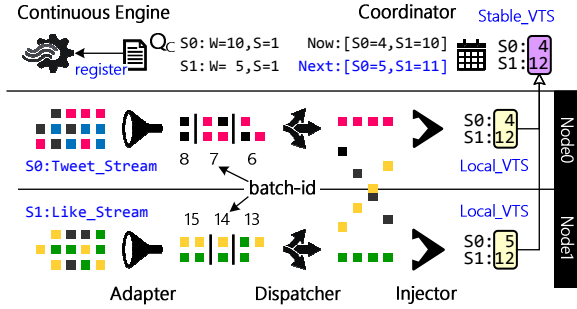 Continuous Engine
Coordinator
Stable_VTS
register
QC S0: W=10,S=1
S1: W= 5,S=1
Now:[S0=4,S1=10]
Next:[S0=5,S1=11]
S0: 4
S1: 12
S0:Tweet_Stream
8 7 6
S0: 4
S1: 12
Local_VTS
Node0
batch-id
S1:Like_Stream
15 14 13
Local_VTS
S0: 5
S1: 12
Node1
Adapter
Dispatcher
Injector